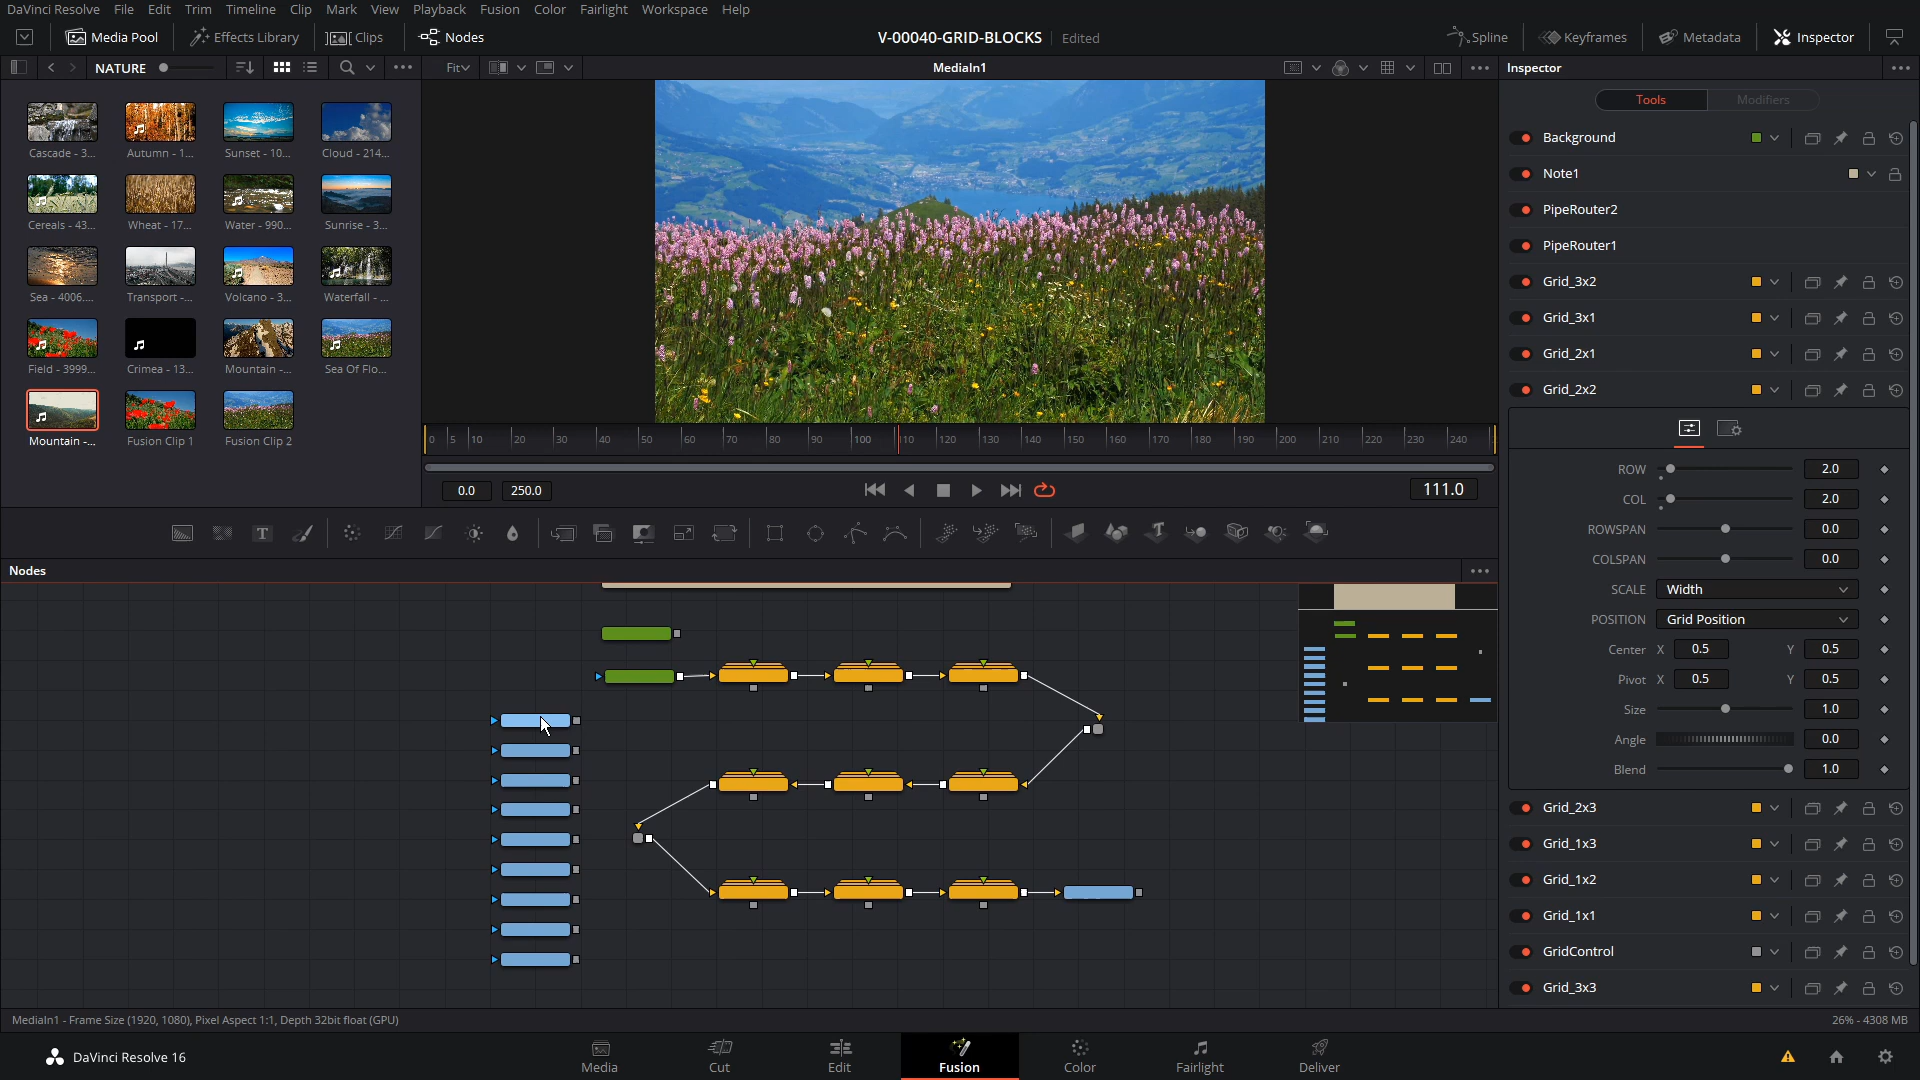 DaVinci Resolve File Edit Trim Timeline Clip Mark View Playback Fusion Color Fairlight Workspace Help
Media Pool Effects Library Clips Nodes V-00040-GRID-BLOCKS Edited Spline Keyframes Metadata Inspector
NATURE Fit MediaIn1 Inspector
Tools Modifiers
Cascade - 3... Autumn - 1... Sunset - 10... Cloud - 214...
Cereals - 43... Wheat - 17... Water - 990... Sunrise - 3...
Sea - 4006.... Transport -... Volcano - 3... Waterfall - ...
Field - 3999... Crimea - 13... Mountain -... Sea Of Flo...
Mountain -... Fusion Clip 1 Fusion Clip 2
0 5 10 20 30 40 50 60 70 80 90 100 110 120 130 140 150 160 170 180 190 200 210 220 230 240
0.0 250.0 111.0
Nodes
Background
Note1
PipeRouter2
PipeRouter1
Grid_3x2
Grid_3x1
Grid_2x1
Grid_2x2
ROW 2.0
COL 2.0
ROWSPAN 0.0
COLSPAN 0.0
SCALE Width
POSITION Grid Position
Center X 0.5 Y 0.5
Pivot X 0.5 Y 0.5
Size 1.0
Angle 0.0
Blend 1.0
Grid_2x3
Grid_1x3
Grid_1x2
Grid_1x1
GridControl
Grid_3x3
MediaIn1 - Frame Size (1920, 1080), Pixel Aspect 1:1, Depth 32bit float (GPU) 26% - 4308 MB
DaVinci Resolve 16 Media Cut Edit Fusion Color Fairlight Deliver